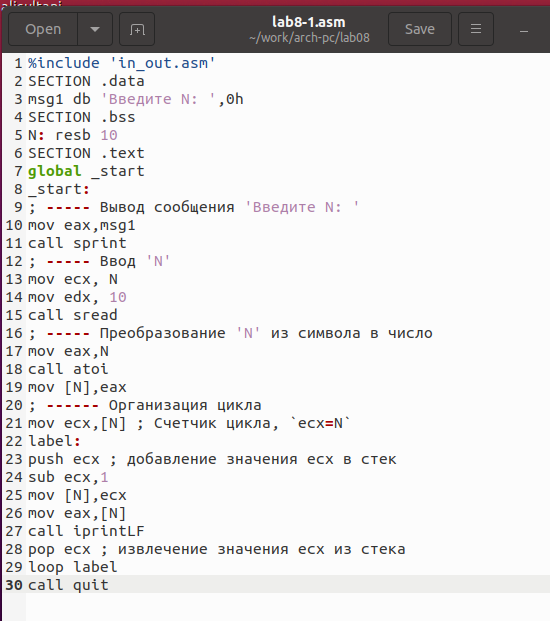 Open
lab8-1.asm
~/work/arch-pc/lab08
Save
1 %include 'in_out.asm'
2 SECTION .data
3 msg1 db 'Введите N: ',0h
4 SECTION .bss
5 N: resb 10
6 SECTION .text
7 global _start
8 _start:
9 ; ----- Вывод сообщения 'Введите N: '
10 mov eax,msg1
11 call sprint
12 ; ----- Ввод 'N'
13 mov ecx, N
14 mov edx, 10
15 call sread
16 ; ----- Преобразование 'N' из символа в число
17 mov eax,N
18 call atoi
19 mov [N],eax
20 ; ------ Организация цикла
21 mov ecx,[N] ; Счетчик цикла, `ecx=N`
22 label:
23 push ecx ; добавление значения ecx в стек
24 sub ecx,1
25 mov [N],ecx
26 mov eax,[N]
27 call iprintLF
28 pop ecx ; извлечение значения ecx из стека
29 loop label
30 call quit